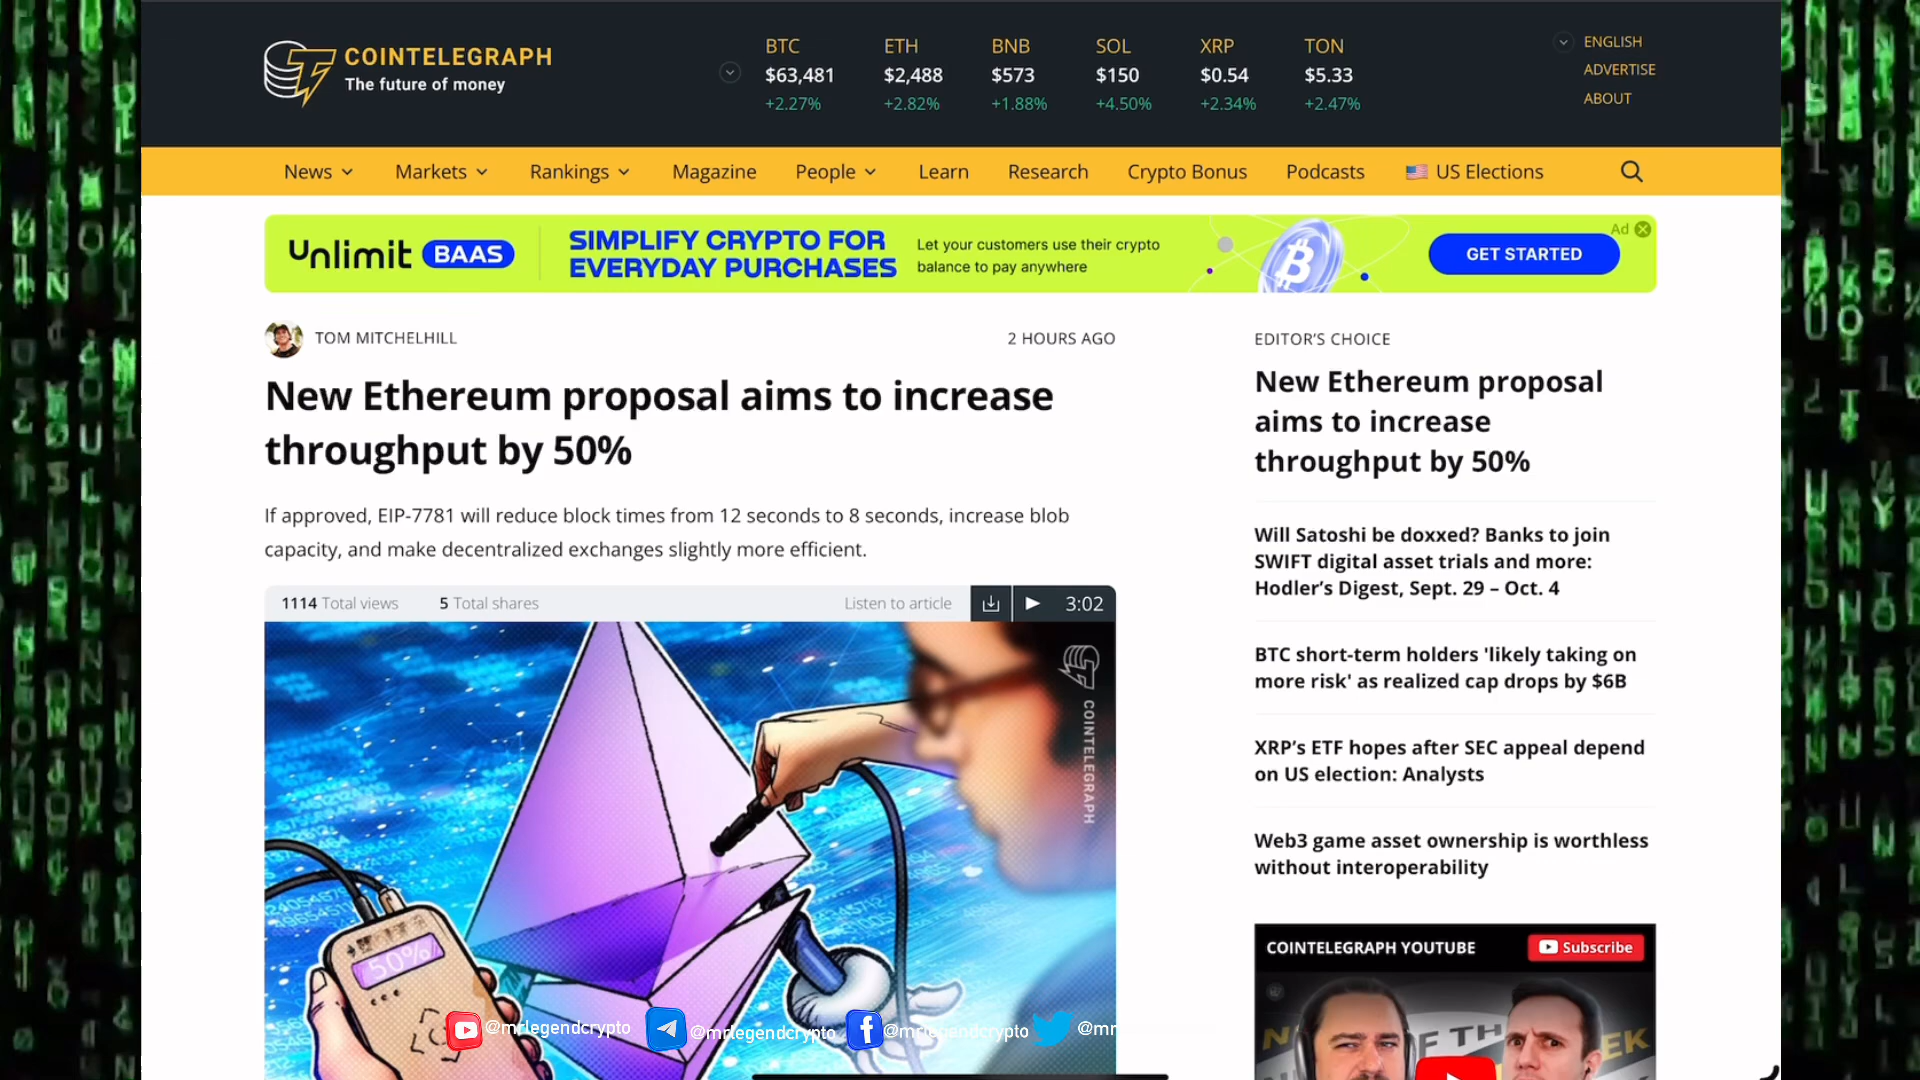 COINTELEGRAPH
The future of money
BTC
$63,481
+2.27%
ETH
$2,488
+2.82%
BNB
$573
+1.88%
SOL
$150
+4.50%
XRP
$0.54
+2.34%
TON
$5.33
+2.47%
ENGLISH
ADVERTISE
ABOUT
News Markets Rankings Magazine People Learn Research Crypto Bonus Podcasts US Elections
Unlimit BAAS
SIMPLIFY CRYPTO FOR
EVERYDAY PURCHASES
Let your customers use their crypto
balance to pay anywhere
GET STARTED
Ad
TOM MITCHELHILL
2 HOURS AGO
New Ethereum proposal aims to increase
throughput by 50%
If approved, EIP-7781 will reduce block times from 12 seconds to 8 seconds, increase blob
capacity, and make decentralized exchanges slightly more efficient.
1114 Total views 5 Total shares Listen to article 3:02
COINTELEGRAPH
50%
@mrlegendcrypto @mrlegendcrypto @mrlegendcrypto @mr
EDITOR'S CHOICE
New Ethereum proposal
aims to increase
throughput by 50%
Will Satoshi be doxxed? Banks to join
SWIFT digital asset trials and more:
Hodler's Digest, Sept. 29 – Oct. 4
BTC short-term holders 'likely taking on
more risk' as realized cap drops by $6B
XRP's ETF hopes after SEC appeal depend
on US election: Analysts
Web3 game asset ownership is worthless
without interoperability
COINTELEGRAPH YOUTUBE
Subscribe